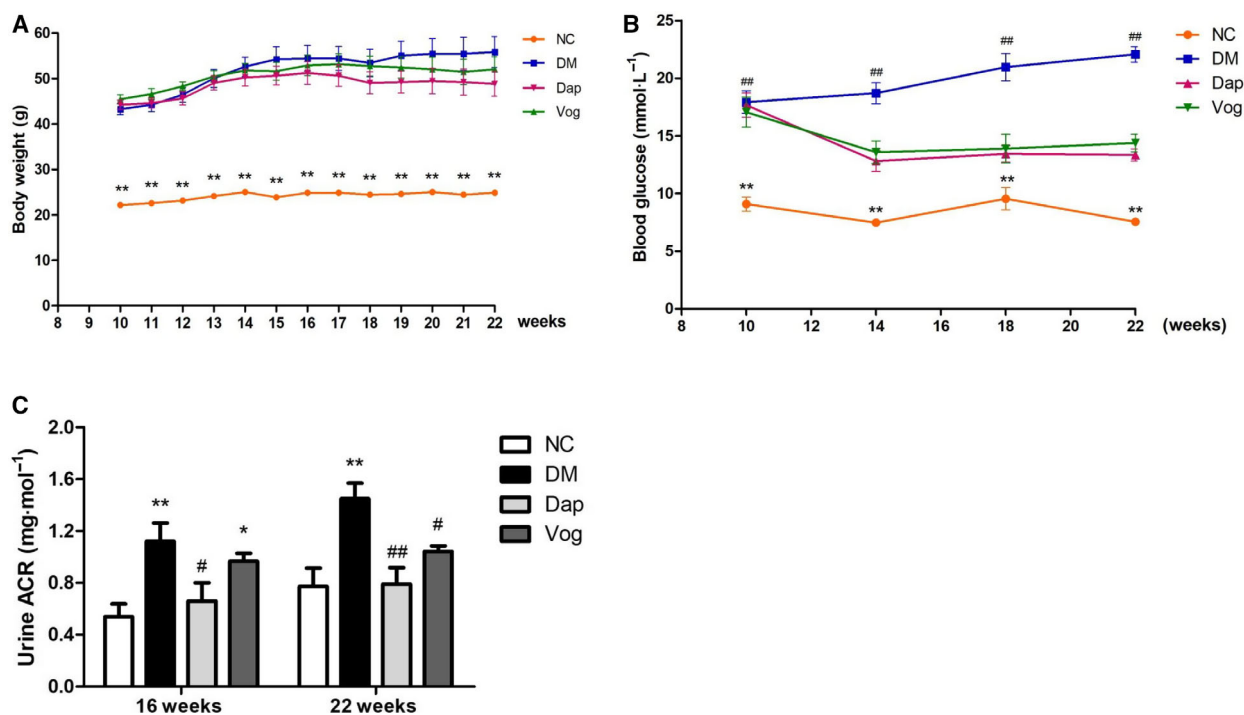 A
60
50
40
30
20
10
0
Body weight (g)
** ** ** ** ** ** ** ** ** ** ** ** **
8 9 10 11 12 13 14 15 16 17 18 19 20 21 22 weeks
NC
DM
Dap
Vog
B
25
20
15
10
5
0
Blood glucose (mmol·L⁻¹)
## ## ## ##
** ** ** **
8 10 12 14 16 18 20 22 (weeks)
NC
DM
Dap
Vog
C
2.0
1.6
1.2
0.8
0.4
0.0
Urine ACR (mg·mol⁻¹)
** # * ** ## #
16 weeks 22 weeks
NC
DM
Dap
Vog